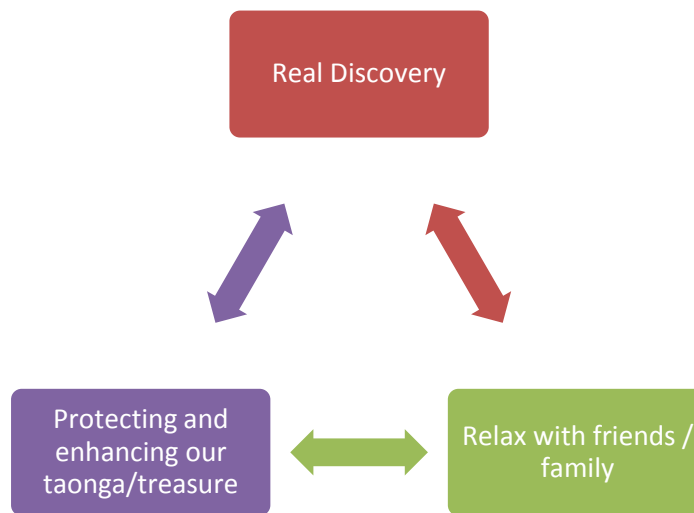 Real Discovery
Protecting and
enhancing our
taonga/treasure
Relax with friends /
family